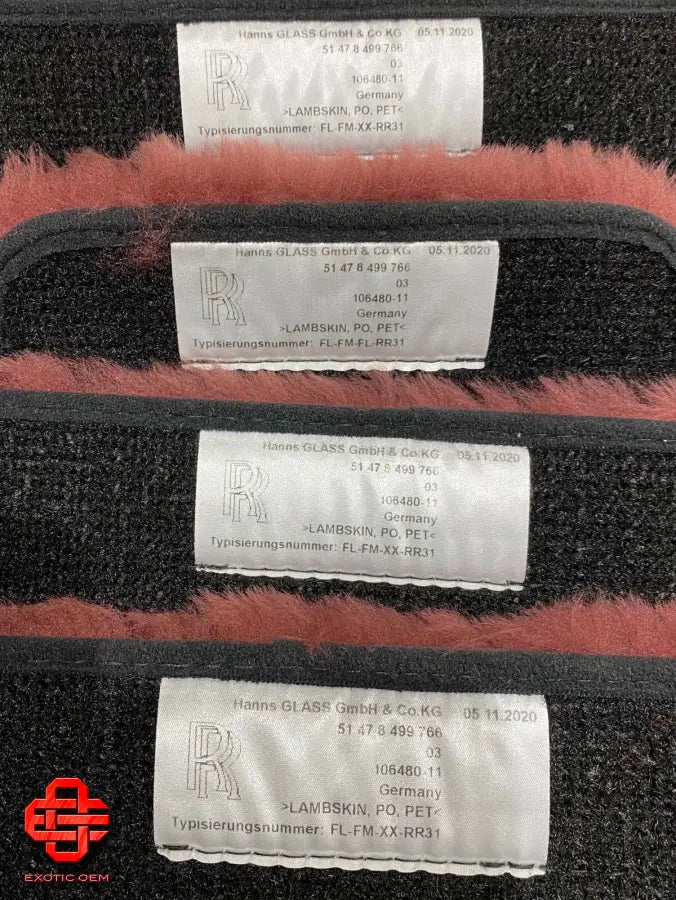 Hanns GLASS GmbH & Co.KG 05.11.2020
51 47 8 499 766
03
106480-11
Germany
>LAMBSKIN, PO, PET<
Typisierungsnummer: FL-FM-XX-RR31
Hanns GLASS GmbH & Co.KG 05.11.2020
51 47 8 499 766
03
106480-11
Germany
>LAMBSKIN, PO, PET<
Typisierungsnummer: FL-FM-FL-RR31
Hanns GLASS GmbH & Co.KG 05.11.2020
51 47 8 499 766
03
106480-11
Germany
>LAMBSKIN, PO, PET<
Typisierungsnummer: FL-FM-XX-RR31
Hanns GLASS GmbH & Co.KG 05.11.2020
51 47 8 499 766
03
106480-11
Germany
>LAMBSKIN, PO, PET<
Typisierungsnummer: FL-FM-XX-RR31
EXOTIC OEM